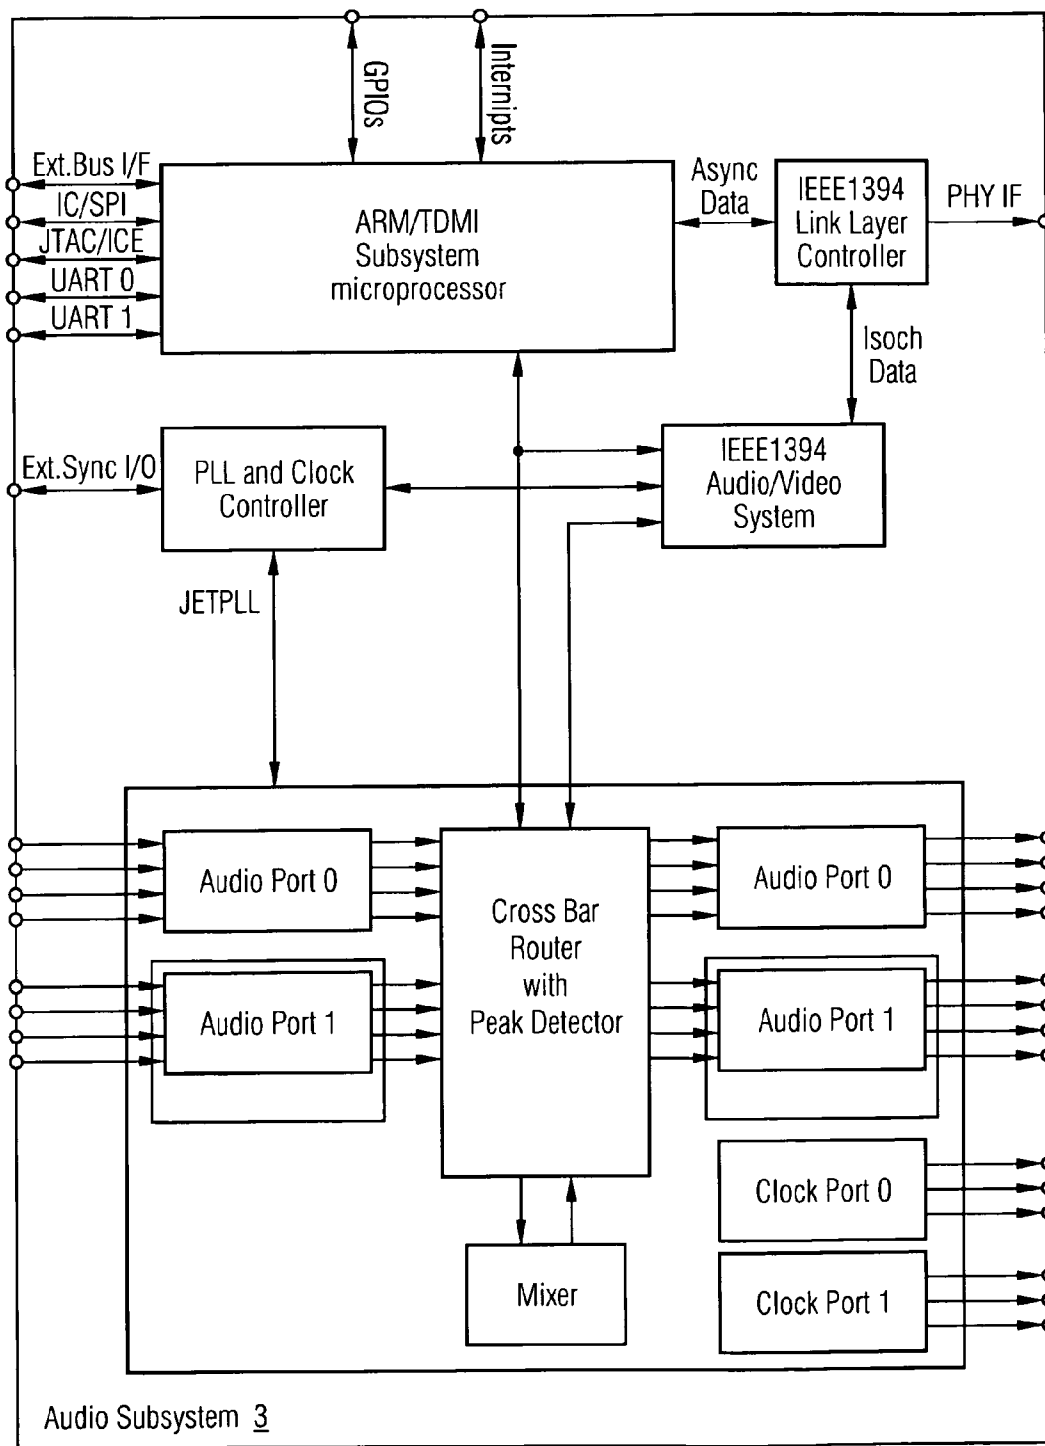 GPIOs
Internipts
Ext.Bus I/F
IC/SPI
JTAC/ICE
UART 0
UART 1
ARM/TDMI
Subsystem
microprocessor
Async
Data
IEEE1394
Link Layer
Controller
PHY IF
Isoch
Data
Ext.Sync I/O
PLL and Clock
Controller
IEEE1394
Audio/Video
System
JETPLL
Audio Port 0
Audio Port 1
Cross Bar
Router
with
Peak Detector
Audio Port 0
Audio Port 1
Clock Port 0
Clock Port 1
Mixer
Audio Subsystem 3